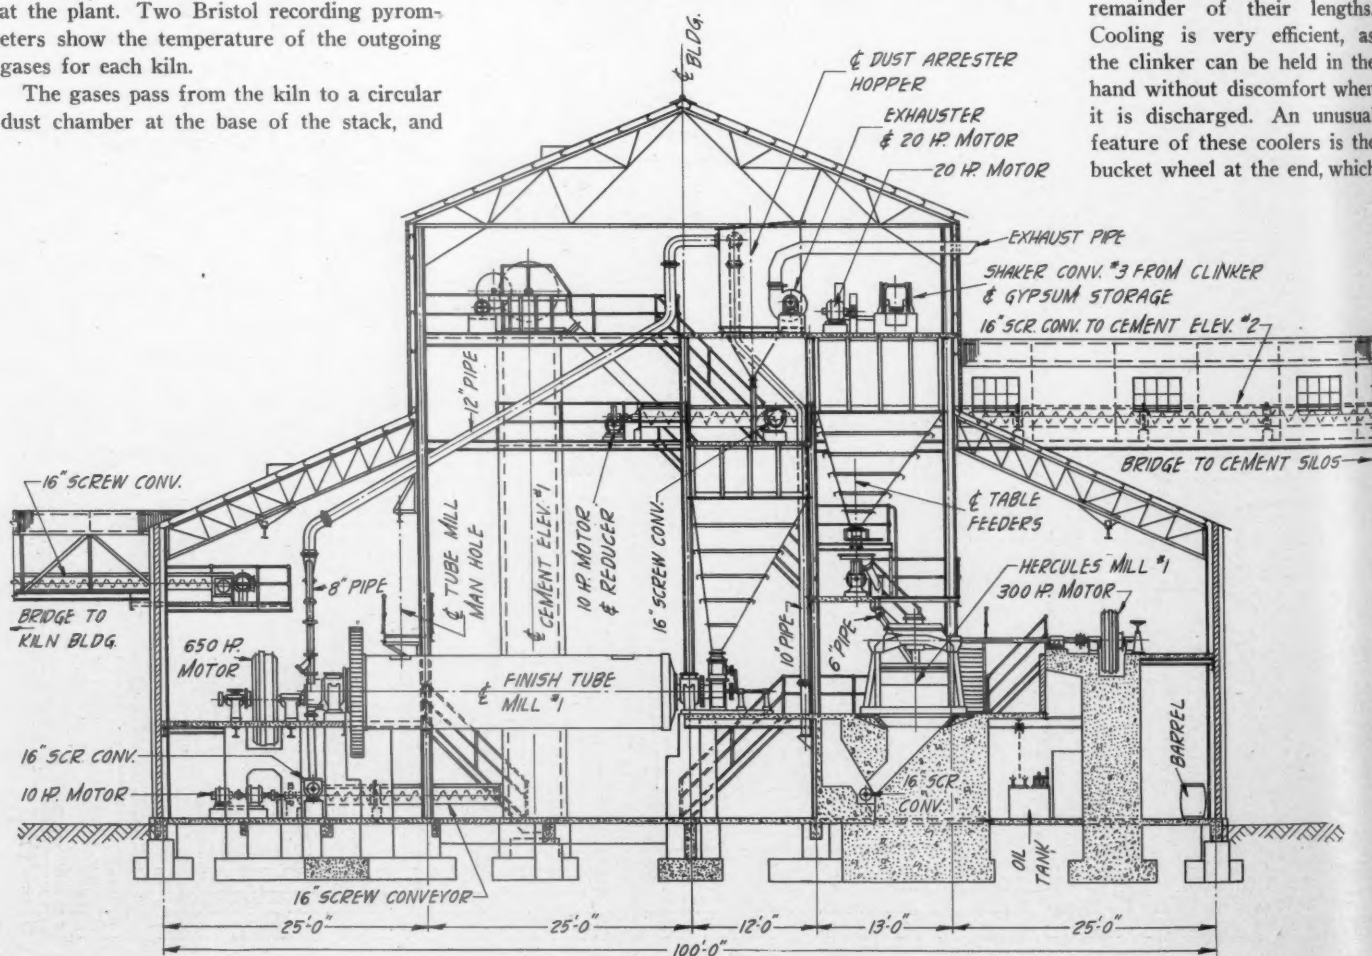 at the plant. Two Bristol recording pyrom-
eters show the temperature of the outgoing
gases for each kiln.
The gases pass from the kiln to a circular
dust chamber at the base of the stack, and
remainder of their lengths.
Cooling is very efficient, as
the clinker can be held in the
hand without discomfort when
it is discharged. An unusual
feature of these coolers is the
bucket wheel at the end, which
℄ BLDG.
℄ DUST ARRESTER
HOPPER
EXHAUSTER
& 20 HP. MOTOR
20 HP. MOTOR
EXHAUST PIPE
SHAKER CONV. #3 FROM CLINKER
& GYPSUM STORAGE
16" SCR. CONV. TO CEMENT ELEV. #2
BRIDGE TO CEMENT SILOS
12" PIPE
16" SCREW CONV.
BRIDGE TO
KILN BLDG.
8" PIPE
℄ TUBE MILL
MAN HOLE
℄ CEMENT ELEV. #1
10 HP. MOTOR
& REDUCER
16" SCREW CONV.
10" PIPE
6" PIPE
℄ TABLE
FEEDERS
HERCULES MILL #1
300 HP. MOTOR
650 HP.
MOTOR
℄ FINISH TUBE
MILL #1
16" SCR. CONV.
10 HP. MOTOR
16" SCREW CONVEYOR
16" SCR.
CONV.
OIL
TANK
BARREL
25'-0" 25'-0" 12'-0" 13'-0" 25'-0"
100'-0"